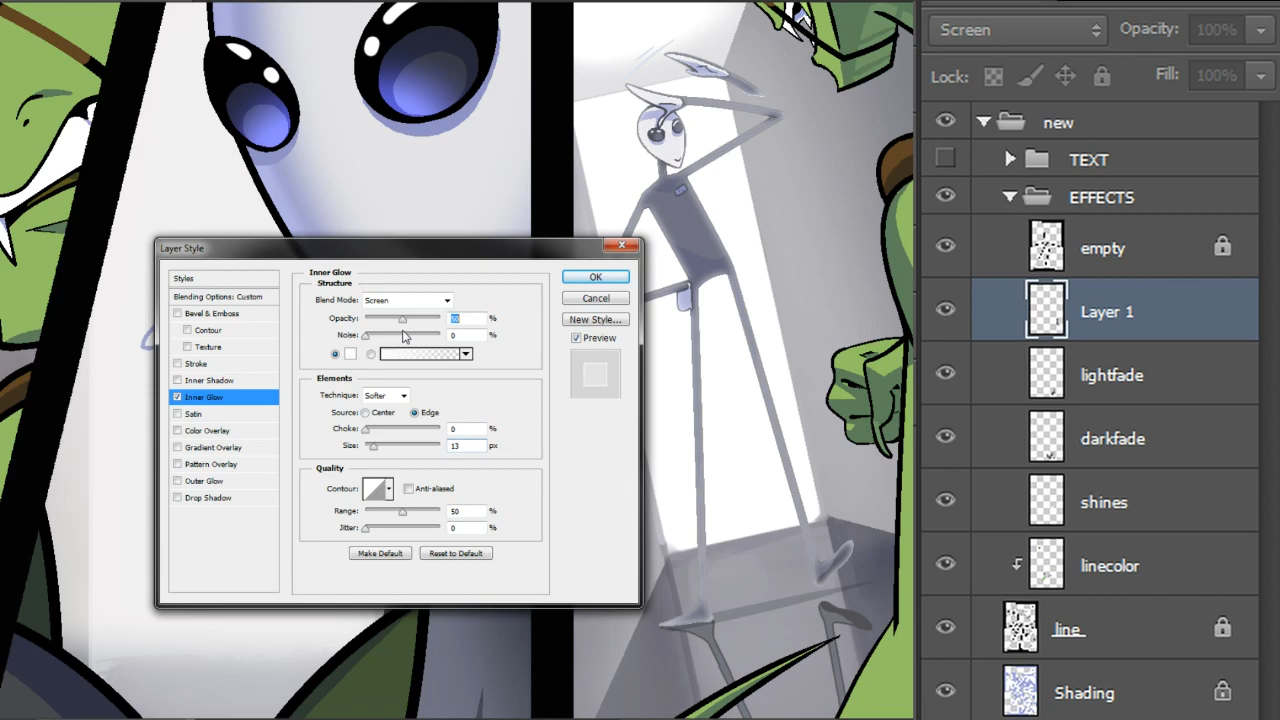 Layer Style
Styles
Blending Options: Custom
Bevel & Emboss
Contour
Texture
Stroke
Inner Shadow
Inner Glow
Satin
Color Overlay
Gradient Overlay
Pattern Overlay
Outer Glow
Drop Shadow
Inner Glow
Structure
Blend Mode: Screen
Opacity: 50 %
Noise: 0 %
Elements
Technique: Softer
Source: Center Edge
Choke: 0 %
Size: 13 px
Quality
Contour: Anti-aliased
Range: 50 %
Jitter: 0 %
Make Default Reset to Default
OK
Cancel
New Style...
Preview
Screen Opacity: 100%
Lock: Fill: 100%
new
TEXT
EFFECTS
empty
Layer 1
lightfade
darkfade
shines
linecolor
line
Shading